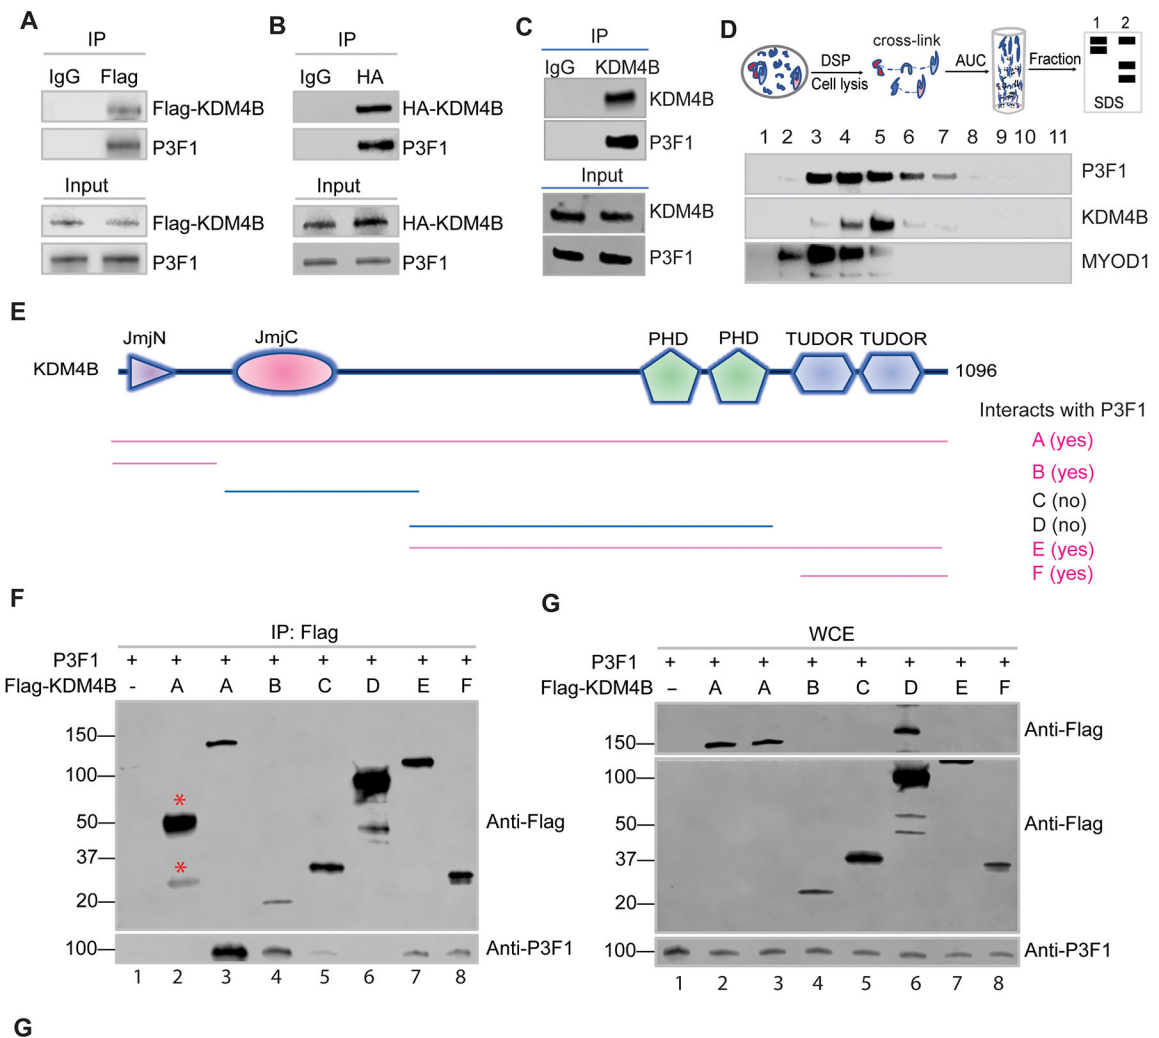 A
IP
IgG Flag
Flag-KDM4B
P3F1
Input
Flag-KDM4B
P3F1
B
IP
IgG HA
HA-KDM4B
P3F1
Input
HA-KDM4B
P3F1
C
IP
IgG KDM4B
KDM4B
P3F1
Input
KDM4B
P3F1
D
DSP
Cell lysis
cross-link
AUC
Fraction
1 2
SDS
1 2 3 4 5 6 7 8 9 10 11
P3F1
KDM4B
MYOD1
E
JmjN JmjC PHD PHD TUDOR TUDOR
KDM4B 1096
Interacts with P3F1
A (yes)
B (yes)
C (no)
D (no)
E (yes)
F (yes)
F
IP: Flag
P3F1 + + + + + + + +
Flag-KDM4B - A A B C D E F
150
100
50
37
20
Anti-Flag
100
Anti-P3F1
1 2 3 4 5 6 7 8
* 
*
G
WCE
P3F1 + + + + + + + +
Flag-KDM4B – A A B C D E F
150
Anti-Flag
100
50
37
20
Anti-Flag
100
Anti-P3F1
1 2 3 4 5 6 7 8
G